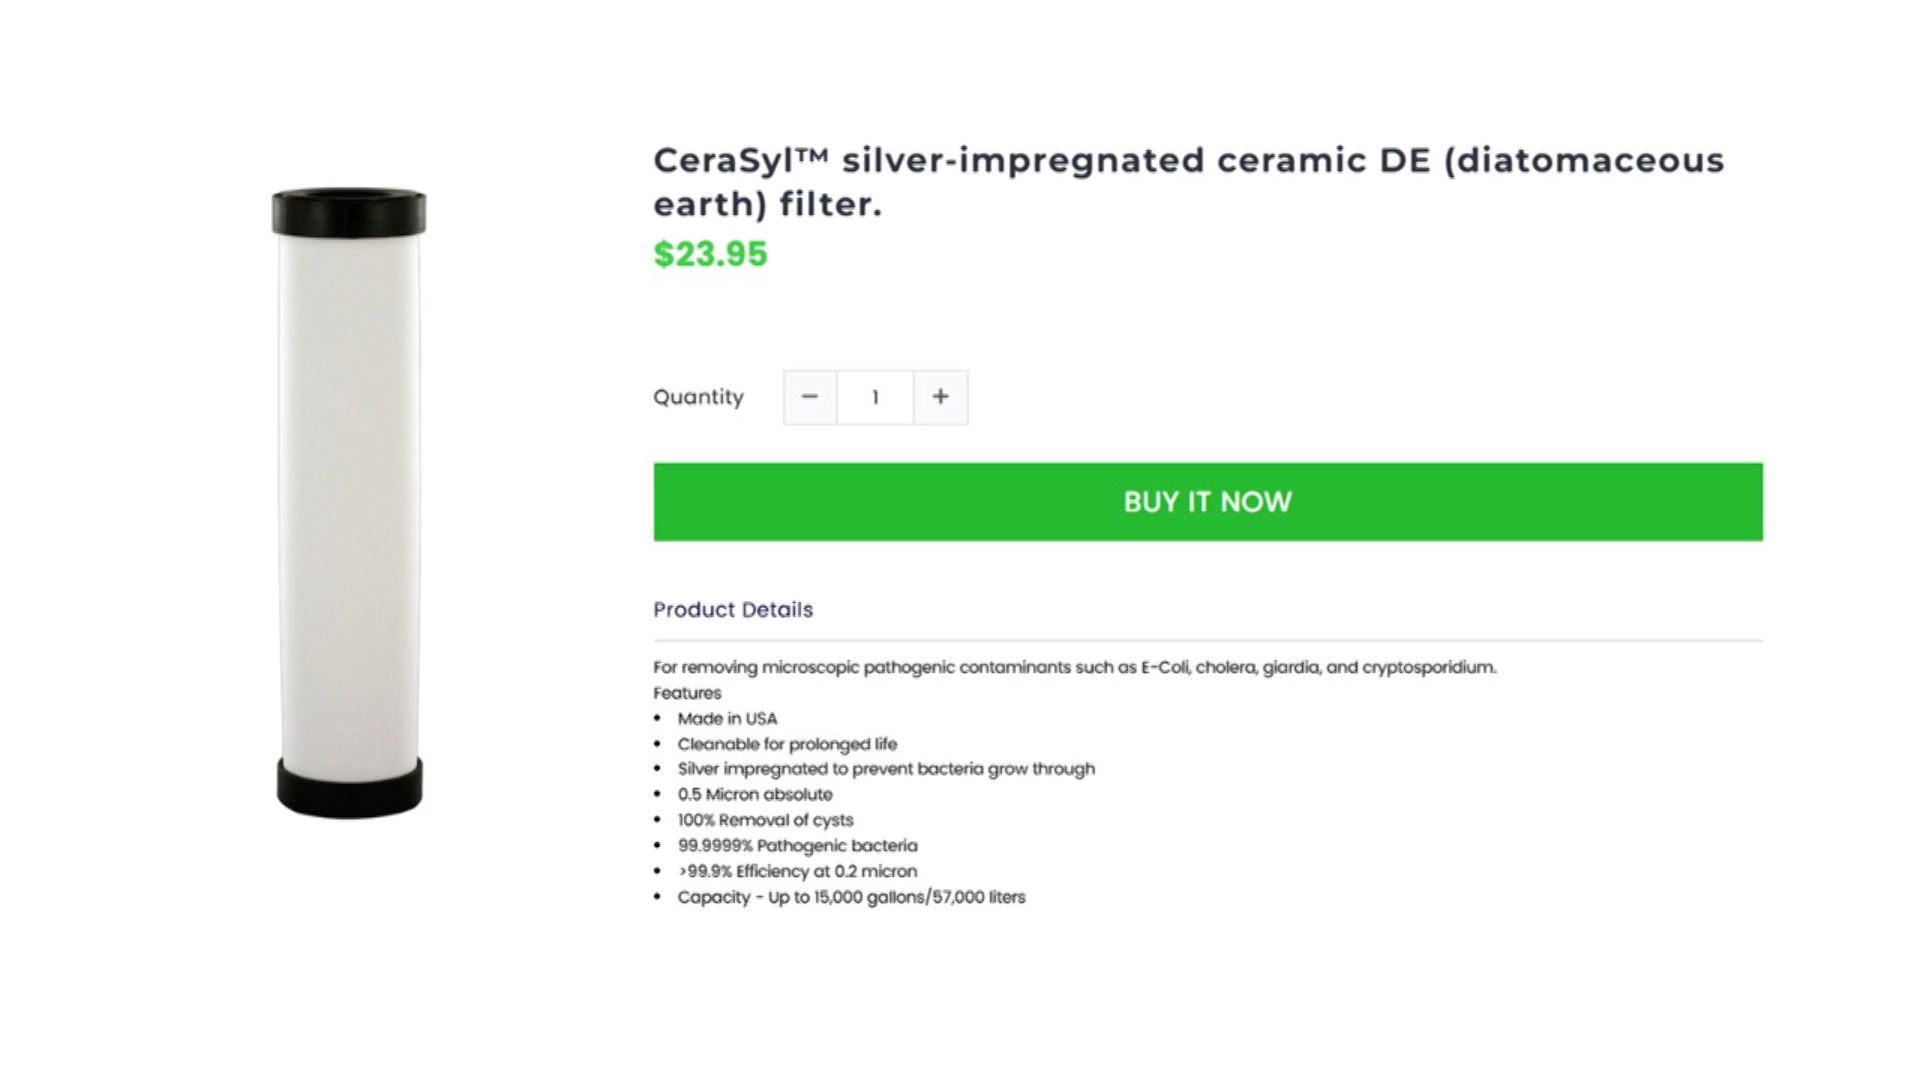 CeraSyl™ silver-impregnated ceramic DE (diatomaceous
earth) filter.
$23.95
Quantity − 1 +
BUY IT NOW
Product Details
For removing microscopic pathogenic contaminants such as E-Coli, cholera, giardia, and cryptosporidium.
Features
• Made in USA
• Cleanable for prolonged life
• Silver impregnated to prevent bacteria grow through
• 0.5 Micron absolute
• 100% Removal of cysts
• 99.9999% Pathogenic bacteria
• >99.9% Efficiency at 0.2 micron
• Capacity - Up to 15,000 gallons/57,000 liters